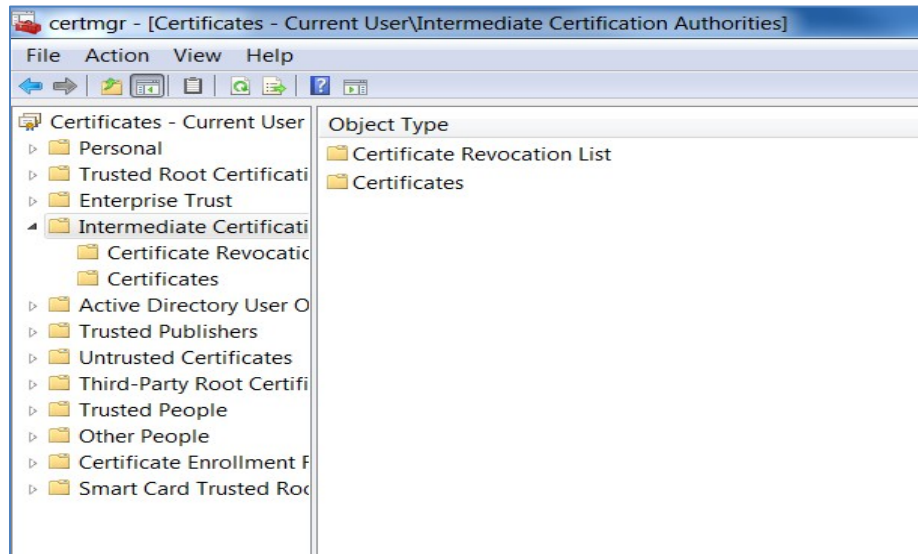 certmgr - [Certificates - Current User\Intermediate Certification Authorities]
File Action View Help
Certificates - Current User
Personal
Trusted Root Certificati
Enterprise Trust
Intermediate Certificati
Certificate Revocatic
Certificates
Active Directory User O
Trusted Publishers
Untrusted Certificates
Third-Party Root Certifi
Trusted People
Other People
Certificate Enrollment F
Smart Card Trusted Roo
Object Type
Certificate Revocation List
Certificates